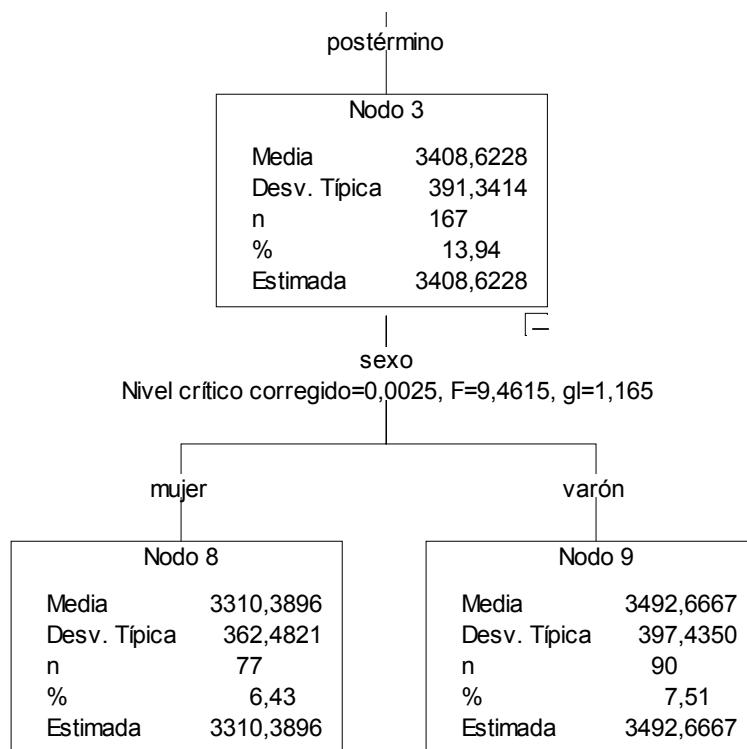 postérmino
Nodo 3
Media 3408,6228
Desv. Típica 391,3414
n 167
% 13,94
Estimada 3408,6228
sexo
Nivel crítico corregido=0,0025, F=9,4615, gl=1,165
mujer varón
Nodo 8
Media 3310,3896
Desv. Típica 362,4821
n 77
% 6,43
Estimada 3310,3896
Nodo 9
Media 3492,6667
Desv. Típica 397,4350
n 90
% 7,51
Estimada 3492,6667